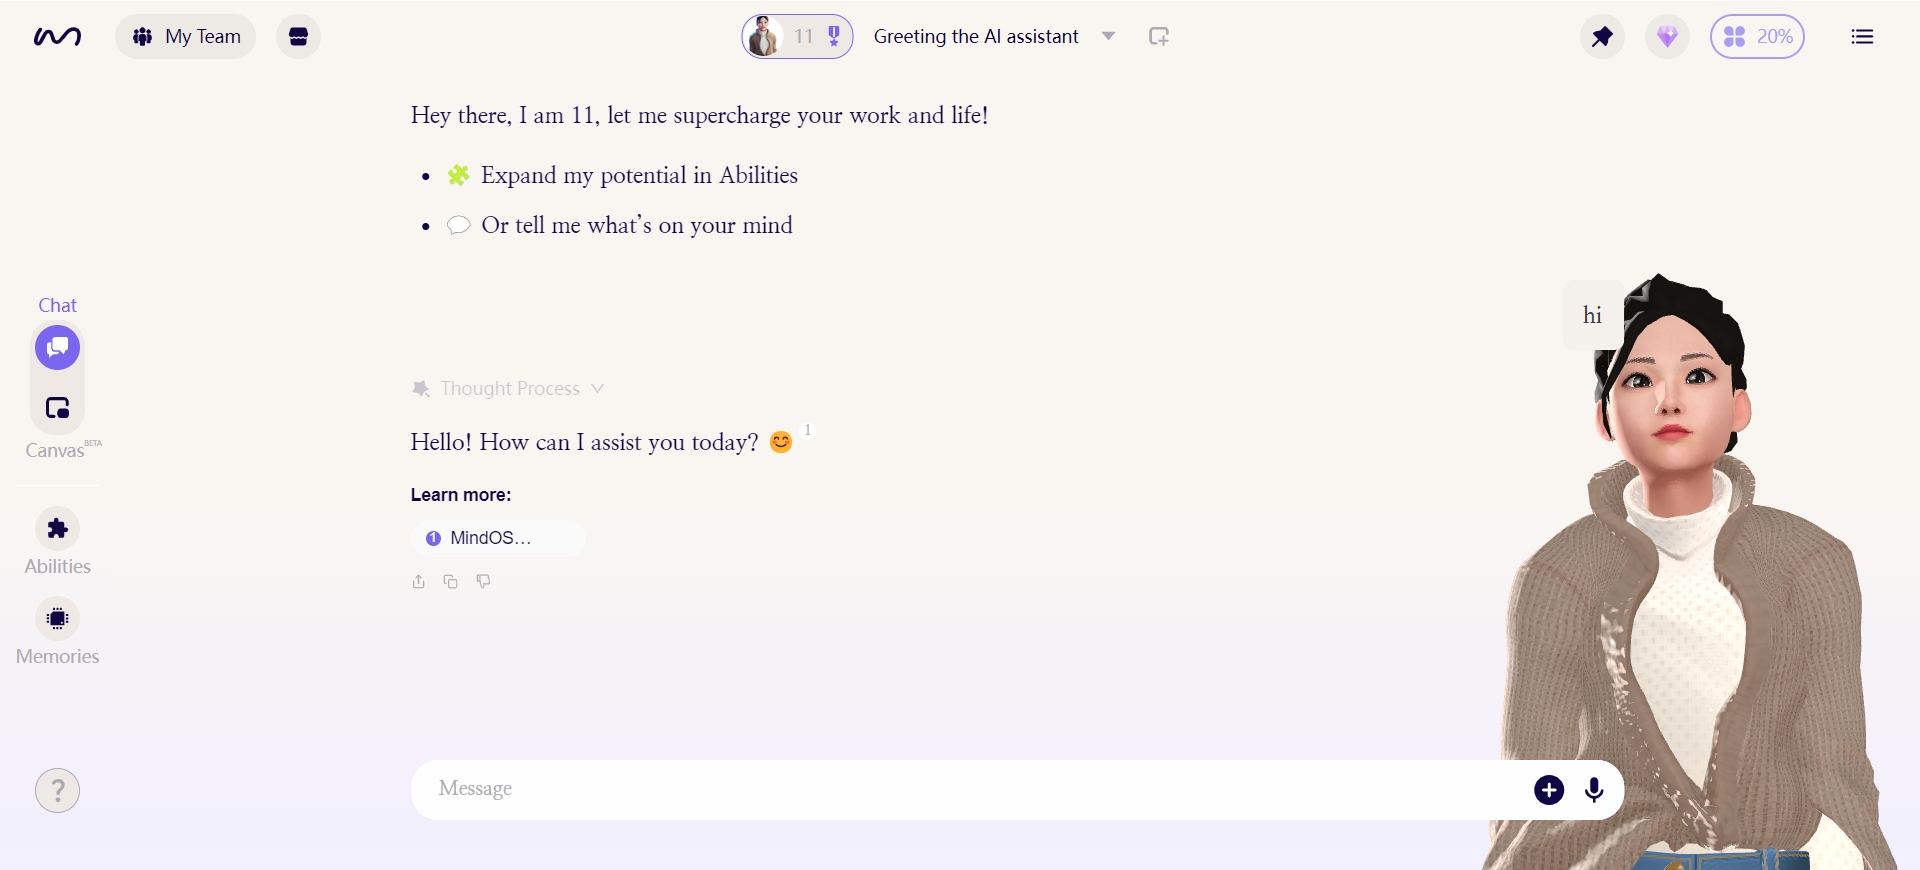 My Team
11
Greeting the AI assistant
20%
Hey there, I am 11, let me supercharge your work and life!
Expand my potential in Abilities
Or tell me what's on your mind
hi
Chat
Canvas BETA
Abilities
Memories
Thought Process
Hello! How can I assist you today? 😊 1
Learn more:
1 MindOS...
Message
?